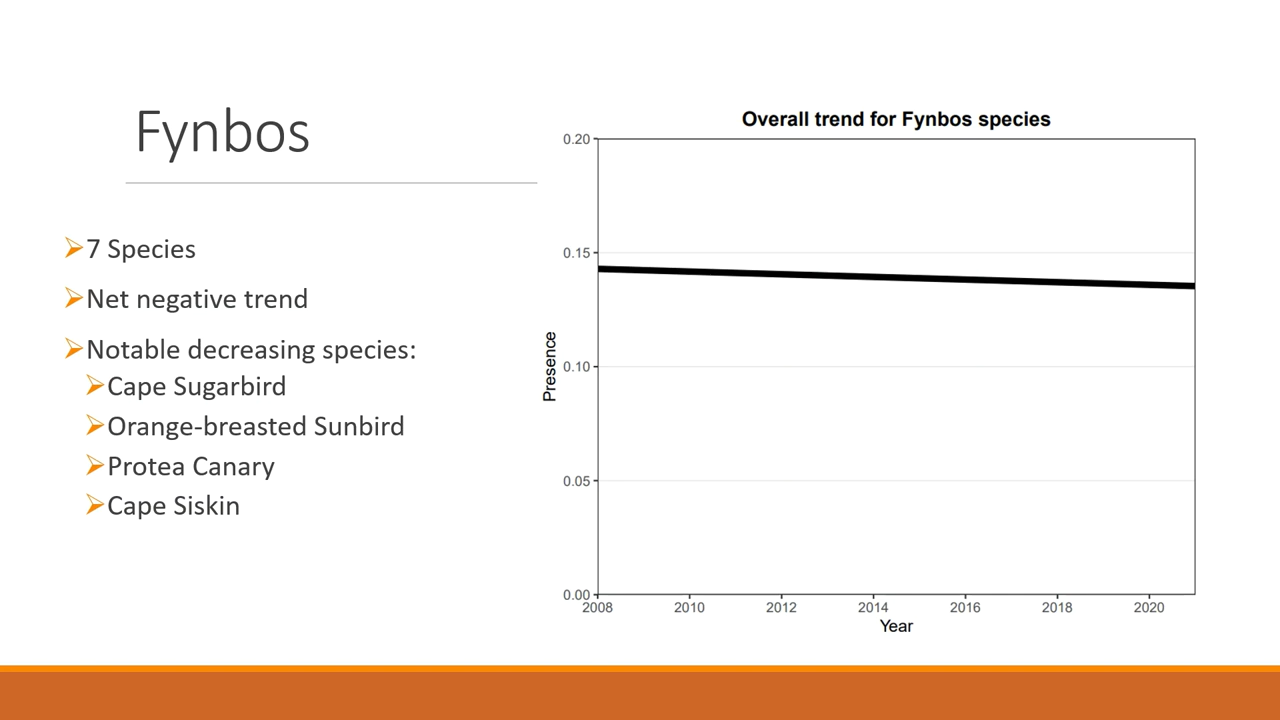 Fynbos
7 Species
Net negative trend
Notable decreasing species:
Cape Sugarbird
Orange-breasted Sunbird
Protea Canary
Cape Siskin
Overall trend for Fynbos species
0.20
0.15
0.10
0.05
0.00
Presence
2008 2010 2012 2014 2016 2018 2020
Year